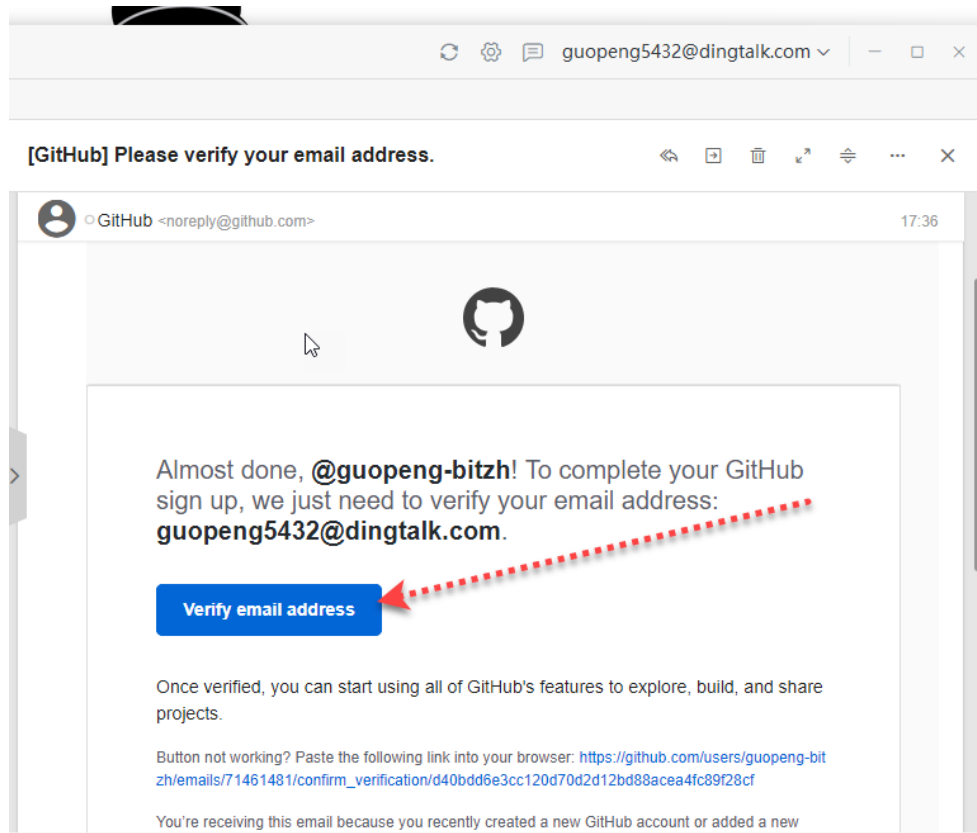 guopeng5432@dingtalk.com
[GitHub] Please verify your email address.
GitHub <noreply@github.com>
17:36
Almost done, @guopeng-bitzh! To complete your GitHub
sign up, we just need to verify your email address:
guopeng5432@dingtalk.com.
Verify email address
Once verified, you can start using all of GitHub's features to explore, build, and share
projects.
Button not working? Paste the following link into your browser: https://github.com/users/guopeng-bit
zh/emails/71461481/confirm_verification/d40bdd6e3cc120d70d2d12bd88acea4fc89f28cf
You're receiving this email because you recently created a new GitHub account or added a new